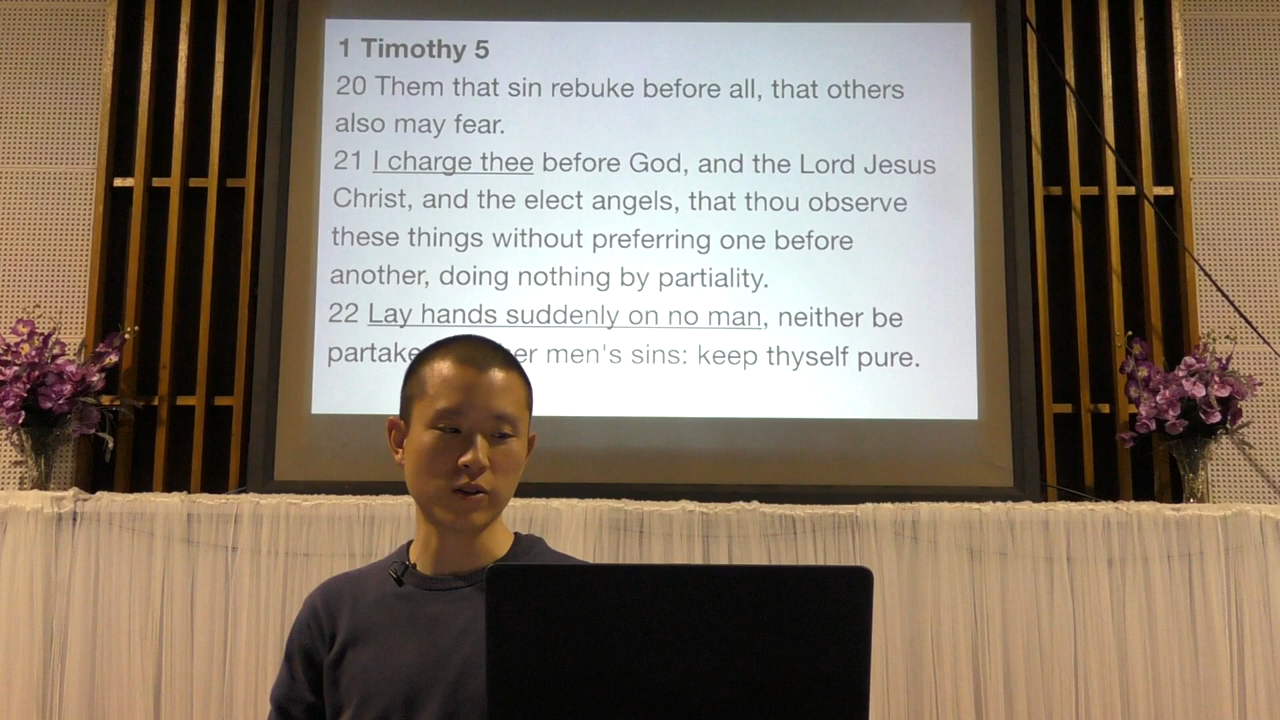 1 Timothy 5
20 Them that sin rebuke before all, that others
also may fear.
21 I charge thee before God, and the Lord Jesus
Christ, and the elect angels, that thou observe
these things without preferring one before
another, doing nothing by partiality.
22 Lay hands suddenly on no man, neither be
men's sins: keep thyself pure.